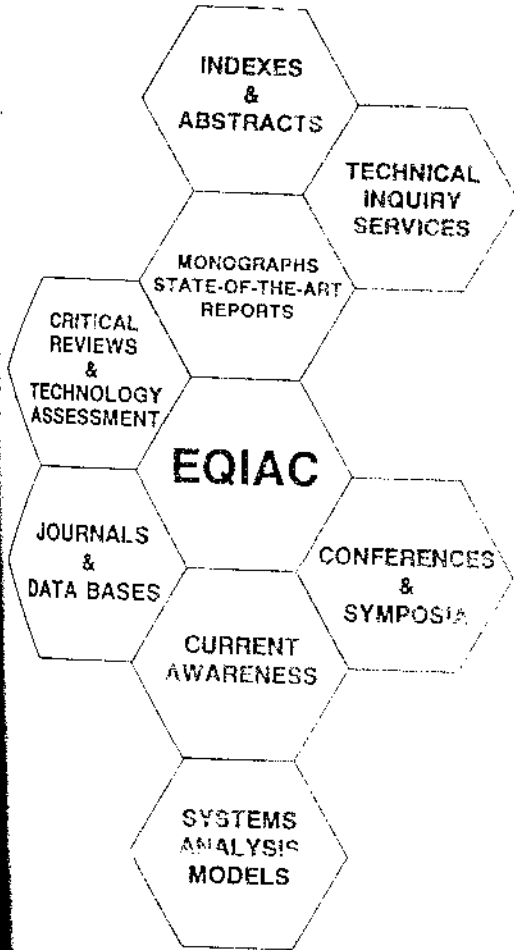 INDEXES
&
ABSTRACTS
TECHNICAL
INQUIRY
SERVICES
MONOGRAPHS
STATE-OF-THE-ART
REPORTS
CRITICAL
REVIEWS
&
TECHNOLOGY
ASSESSMENT
EQIAC
JOURNALS
&
DATA BASES
CONFERENCES
&
SYMPOSIA
CURRENT
AWARENESS
SYSTEMS
ANALYSIS
MODELS